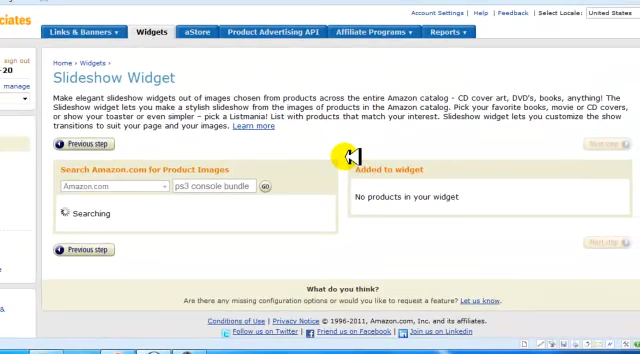 ociates
Account Settings | Help | Feedback | Select Locale: United States
Links & Banners Widgets aStore Product Advertising API Affiliate Programs Reports
sign out
-20
manage
Home › Widgets ›
Slideshow Widget
Make elegant slideshow widgets out of images chosen from products across the entire Amazon catalog - CD cover art, DVD's, books, anything! The
Slideshow widget lets you make a stylish slideshow from the images of products in the Amazon catalog. Pick your favorite books, movie or CD covers,
or show your toaster or even simpler – pick a Listmania! List with products that match your interest. Slideshow widget lets you customize the show
transitions to suit your page and your images. Learn more
Previous step Next step
Search Amazon.com for Product Images
Amazon.com ps3 console bundle GO
Searching
Added to widget
No products in your widget
Previous step Next step
What do you think?
Are there any missing configuration options or would you like to request a feature? Let us know.
Conditions of Use | Privacy Notice © 1996-2011, Amazon.com, Inc. and its affiliates.
Follow us on Twitter | Friend us on Facebook | Join us on Linkedin